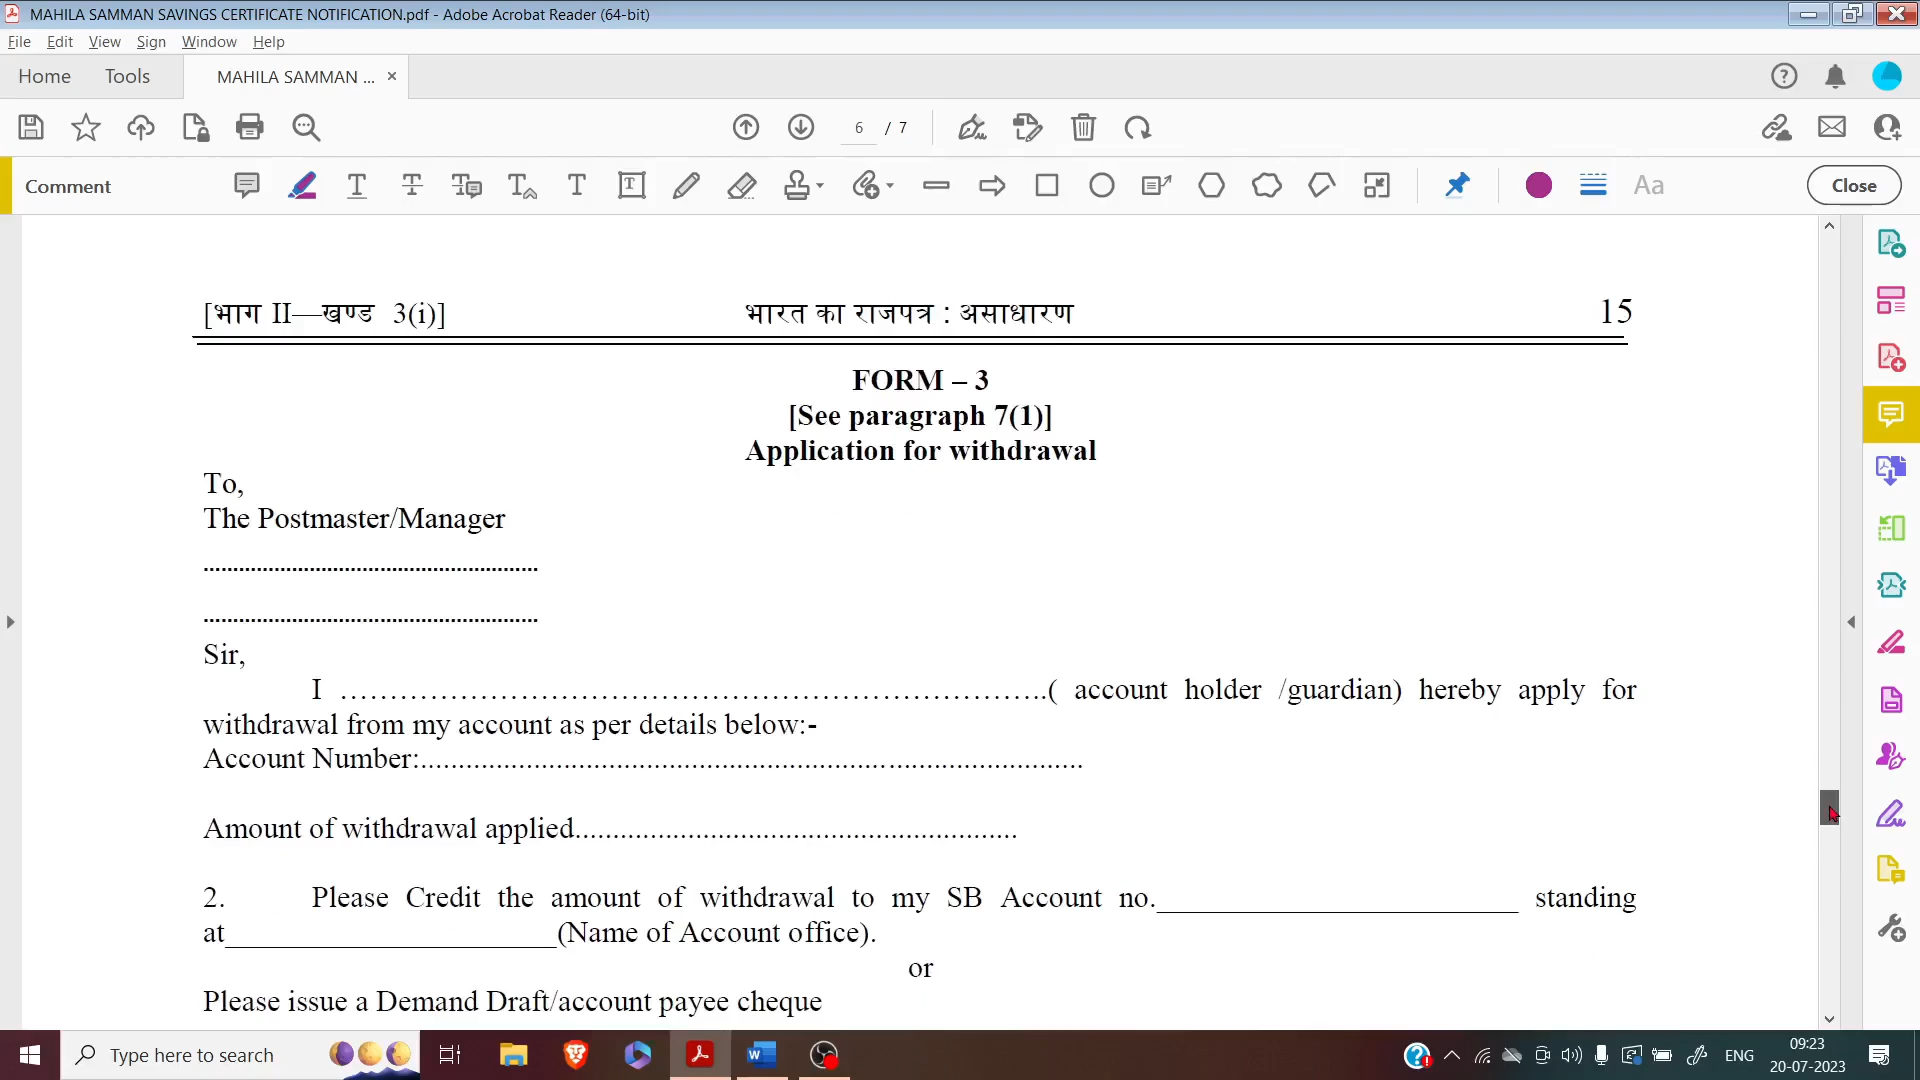 MAHILA SAMMAN SAVINGS CERTIFICATE NOTIFICATION.pdf - Adobe Acrobat Reader (64-bit)
File Edit View Sign Window Help
Home Tools MAHILA SAMMAN ... ×
6 / 7
Comment Aa Close
[भाग II—खण्ड 3(i)] भारत का राजपत्र : असाधारण 15
FORM – 3
[See paragraph 7(1)]
Application for withdrawal
To,
The Postmaster/Manager
........................................................
........................................................
Sir,
I …………………………………………………………….( account holder /guardian) hereby apply for
withdrawal from my account as per details below:-
Account Number:........................................................................................
Amount of withdrawal applied...........................................................
2. Please Credit the amount of withdrawal to my SB Account no.________________________ standing
at______________________(Name of Account office).
or
Please issue a Demand Draft/account payee cheque
Type here to search
ENG
09:23
20-07-2023